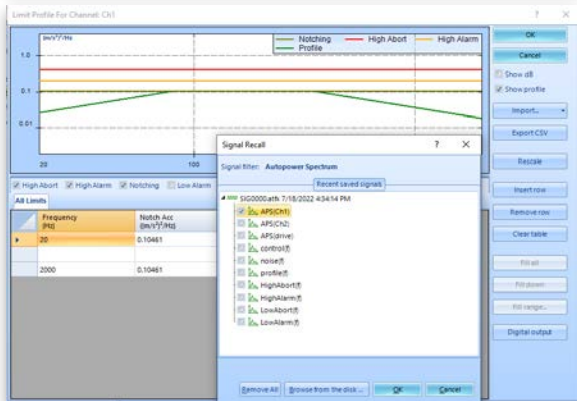 Limit Profile For Channel: Ch1
? ×
(m/s²)²/Hz
Notching High Abort High Alarm
Profile
1.0
0.1
0.01
20
100
OK
Cancel
Show dB
Show profile
Import...
Export CSV
Rescale
Insert row
Remove row
Clear table
Fill all
Fill down
Fill range...
Digital output
High Abort High Alarm Notching Low Alarm
All Limits
Frequency
(Hz)
Notch Acc
((m/s²)²/Hz)
20 0.10461
2000 0.10461
Signal Recall
? ×
Signal filter: Autopower Spectrum
Recent saved signals
SIG0000.atfx 7/18/2022 4:34:14 PM
APS(Ch1)
APS(Ch2)
APS(drive)
control(f)
noise(f)
profile(f)
HighAbort(f)
HighAlarm(f)
LowAbort(f)
LowAlarm(f)
Remove All
Browse from the disk ...
OK
Cancel